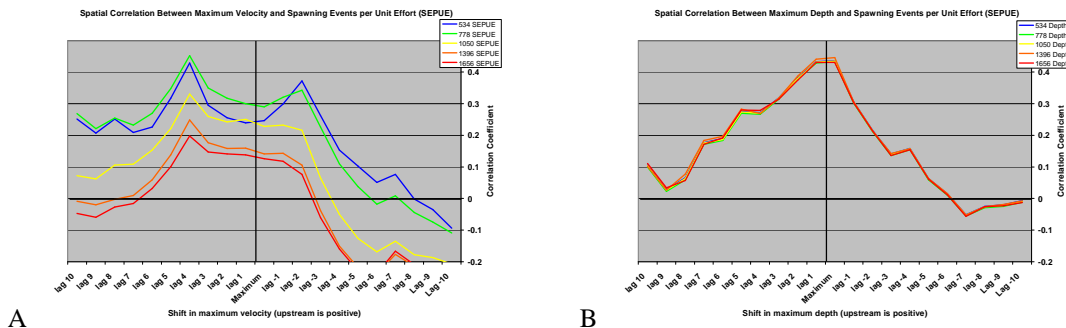 Spatial Correlation Between Maximum Velocity and Spawning Events per Unit Effort (SEPUE)
534 SEPUE
778 SEPUE
1050 SEPUE
1396 SEPUE
1656 SEPUE
0.4
0.3
0.2
0.1
0
-0.1
-0.2
Correlation Coefficient
lag 10
lag 9
lag 8
lag 7
lag 6
lag 5
lag 4
lag 3
lag 2
lag 1
Maximum
lag -1
lag -2
lag -3
lag -4
lag -5
lag -6
lag -7
lag -8
Lag -9
Lag -10
Shift in maximum velocity (upstream is positive)
A
Spatial Correlation Between Maximum Depth and Spawning Events per Unit Effort (SEPUE)
534 Depth
778 Depth
1050 Depth
1396 Depth
1656 Depth
0.4
0.3
0.2
0.1
0
-0.1
-0.2
Correlation Coefficient
lag 10
lag 9
lag 8
lag 7
lag 6
lag 5
lag 4
lag 3
lag 2
lag 1
Maximum
lag -1
lag -2
lag -3
lag -4
lag -5
lag -6
lag -7
lag -8
Lag -9
Lag -10
Shift in maximum depth (upstream is positive)
B